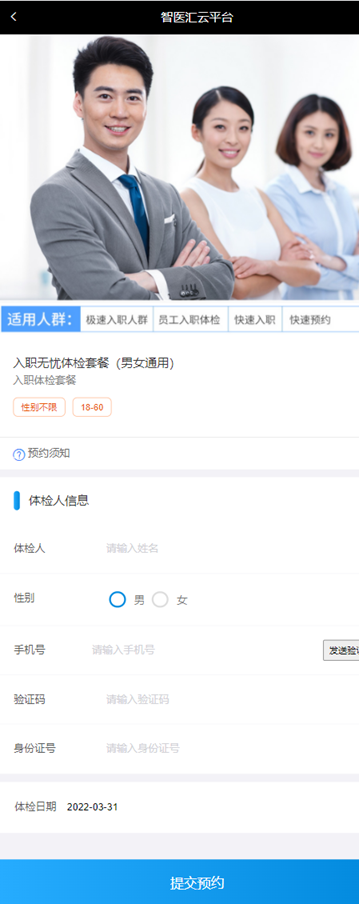 智医汇云平台
适用人群： 极速入职人群 员工入职体检 快速入职 快速预约
入职无忧体检套餐（男女通用）
入职体检套餐
性别不限 18-60
? 预约须知
体检人信息
体检人 请输入姓名
性别 男 女
手机号 请输入手机号 发送验
验证码 请输入验证码
身份证号 请输入身份证号
体检日期 2022-03-31
提交预约